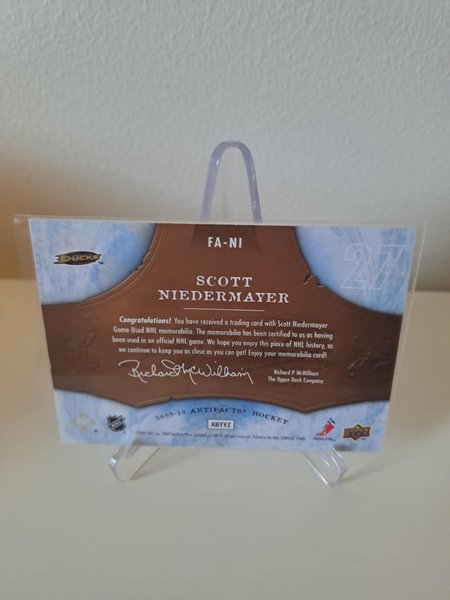 FA-NI
27
DUCKS
SCOTT
NIEDERMAYER
Congratulations! You have received a trading card with Scott Niedermayer
Game-Used NHL memorabilia. The memorabilia has been certified to us as having
been used in an official NHL game. We hope you enjoy this piece of NHL history, as
we continue to keep you as close as you can get! Enjoy your memorabilia card!
Richard McWilliam
Richard P. McWilliam
The Upper Deck Company
2009-10 ARTIFACTS HOCKEY
XBTYZ
NHL